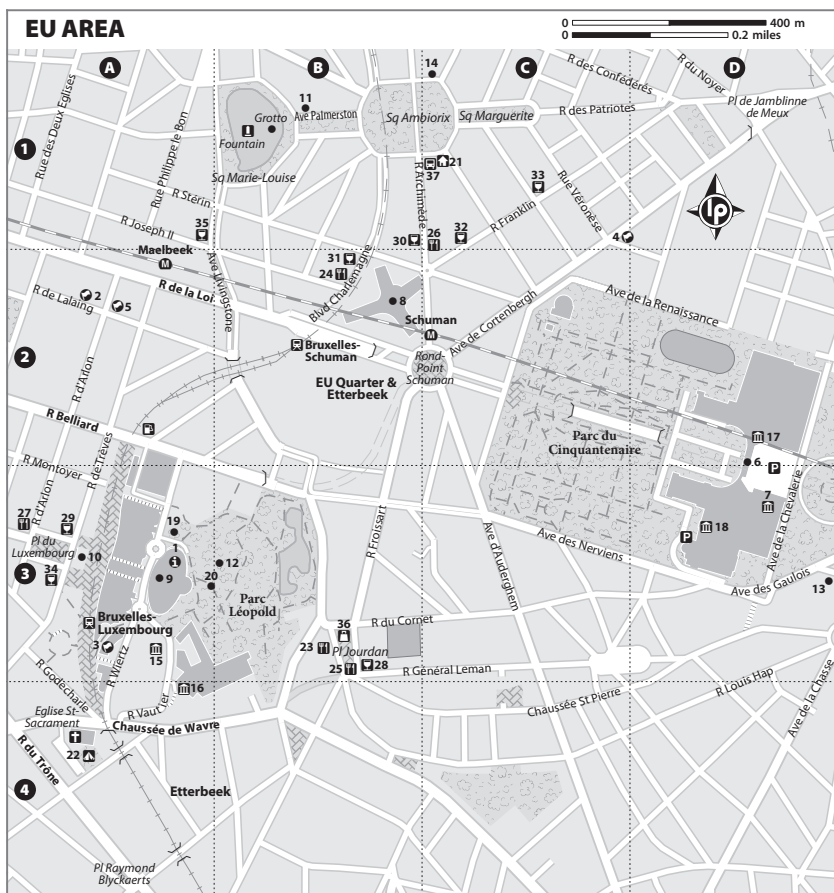 EU AREA
0 400 m
0 0.2 miles
A
B
C
D
14
R des Confédérés
R du Noyer
Pl de Jamblinne
de Meux
11
Grotto
Ave Palmerston
Sq Ambiorix
Sq Marguerite
R des Patriotes
Fountain
Rue des Deux Eglises
Rue Philippe le Bon
1
Sq Marie-Louise
R Archimède
21
37
33
Rue Véronèse
lp
R Stérin
R Joseph II
35
Maelbeek
M
30
26
32
R Franklin
4
31
24
Ave Livingstone
Blvd Charlemagne
R de la Loi
2
5
R de Lalaing
8
Schuman
M
Ave de Cortenbergh
Ave de la Renaissance
2
Bruxelles-
Schuman
Rond-
Point
Schuman
EU Quarter &
Etterbeek
R d'Arlon
R Belliard
R de Trèves
Parc du
Cinquantenaire
17
6
P
R Montoyer
7
27
R d'Arlon
29
19
R Froissart
Ave d'Auderghem
Ave des Nerviens
18
P
Ave de la Chevalerie
Pl du
Luxembourg
10
1
12
3
34
9
20
Parc
Léopold
Ave des Gaulois
13
Bruxelles-
Luxembourg
36
R du Cornet
3
15
23
Pl Jourdan
28
25
R Général Leman
R Godecharle
R Wiertz
16
R Vautier
Chaussée St Pierre
R Louis Hap
Ave de la Chasse
Eglise St-
Sacrament
Chaussée de Wavre
22
R du Trône
4
Etterbeek
Pl Raymond
Blyckaerts